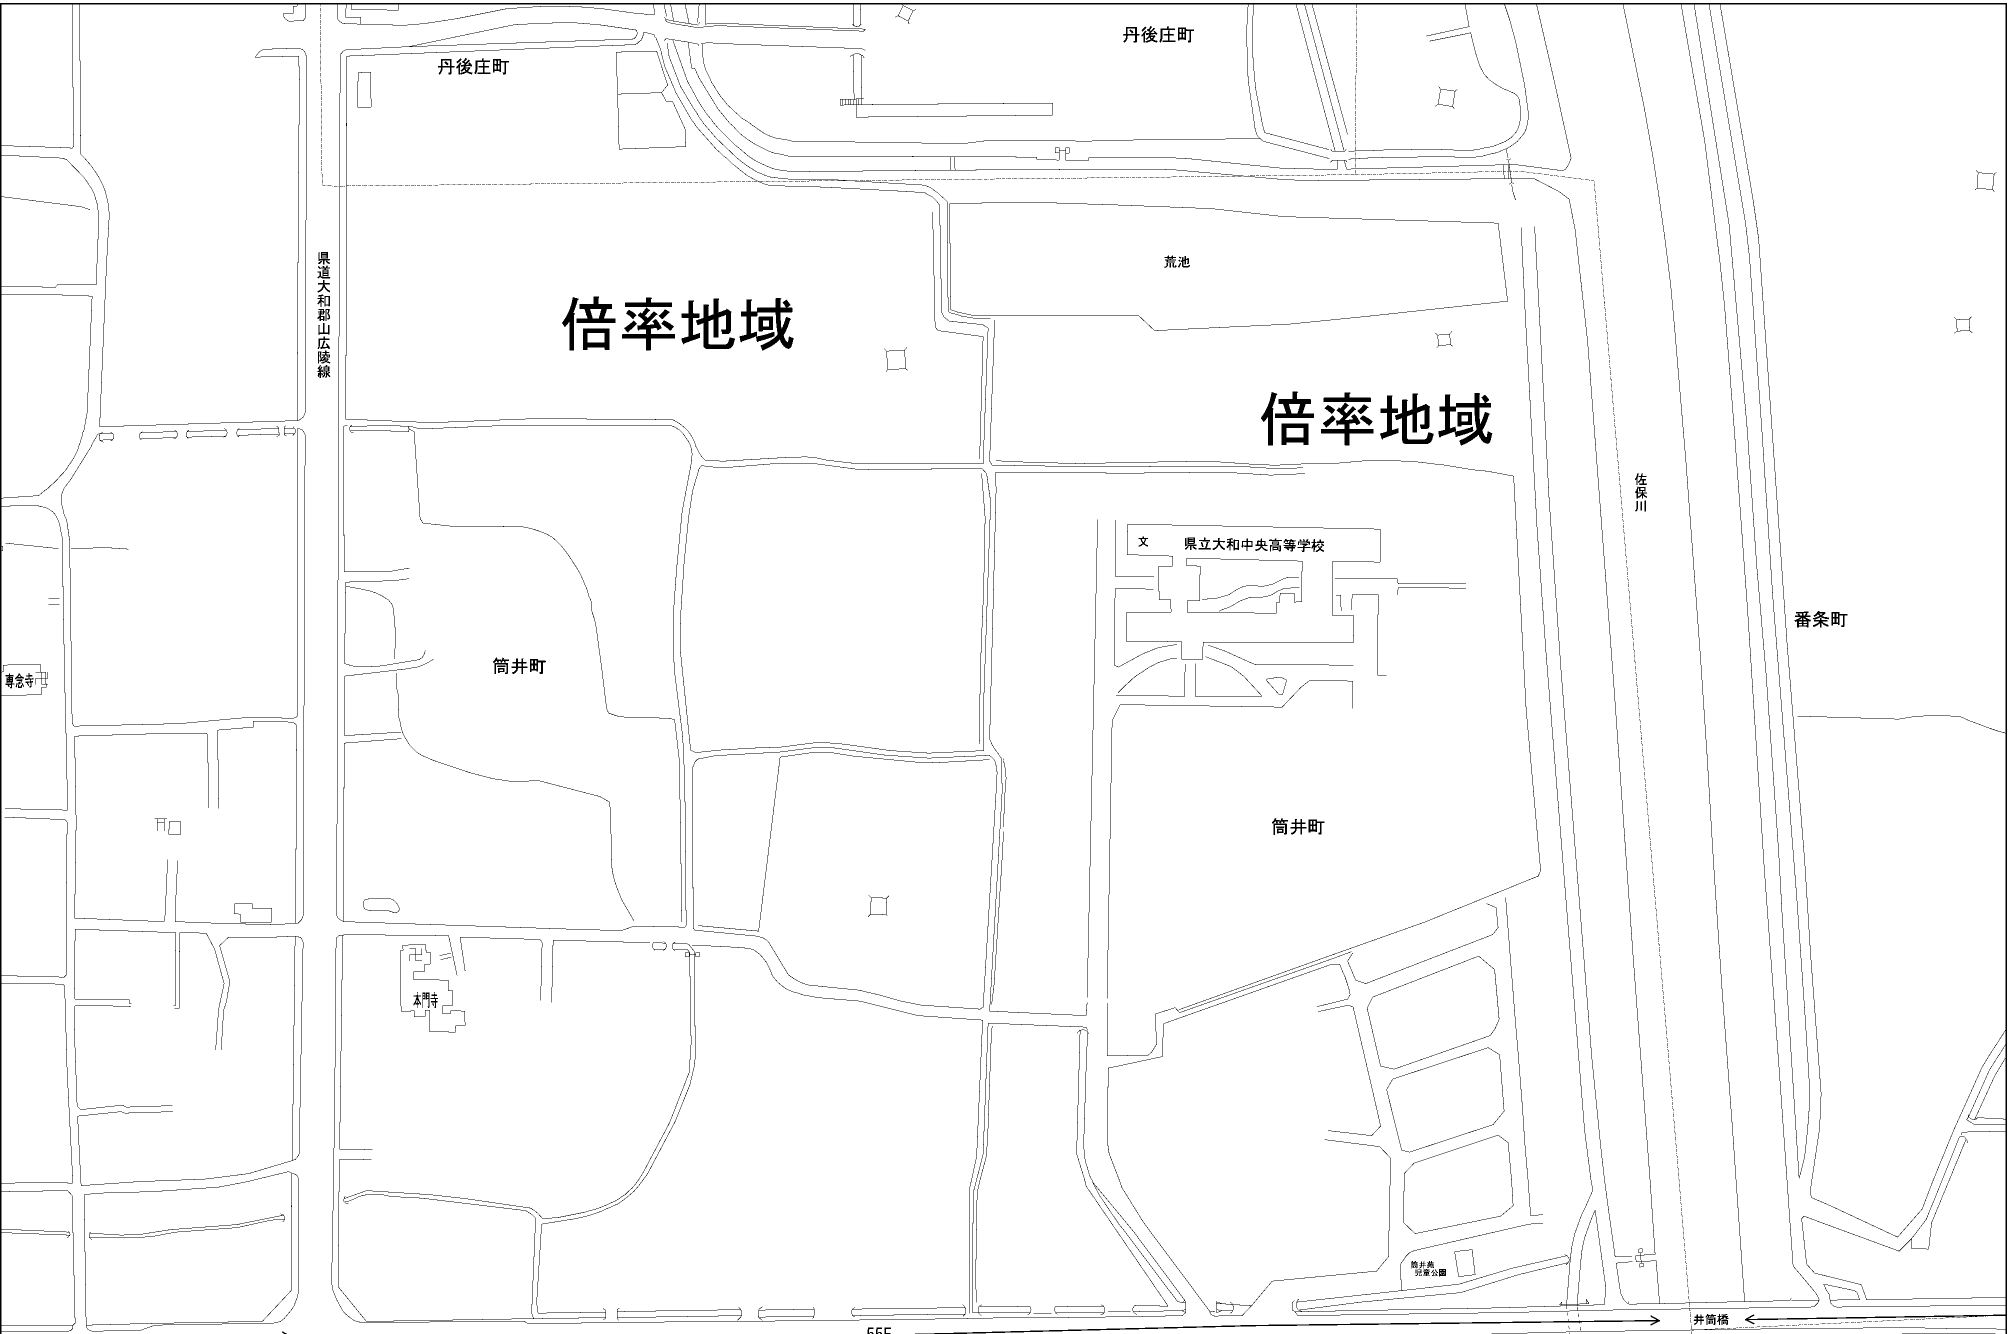 丹後庄町
丹後庄町
県道大和郡山広陵線
荒池
倍率地域
倍率地域
佐保川
文
県立大和中央高等学校
番条町
筒井町
専念寺
筒井町
本門寺
筒井苑
児童公園
井筒橋